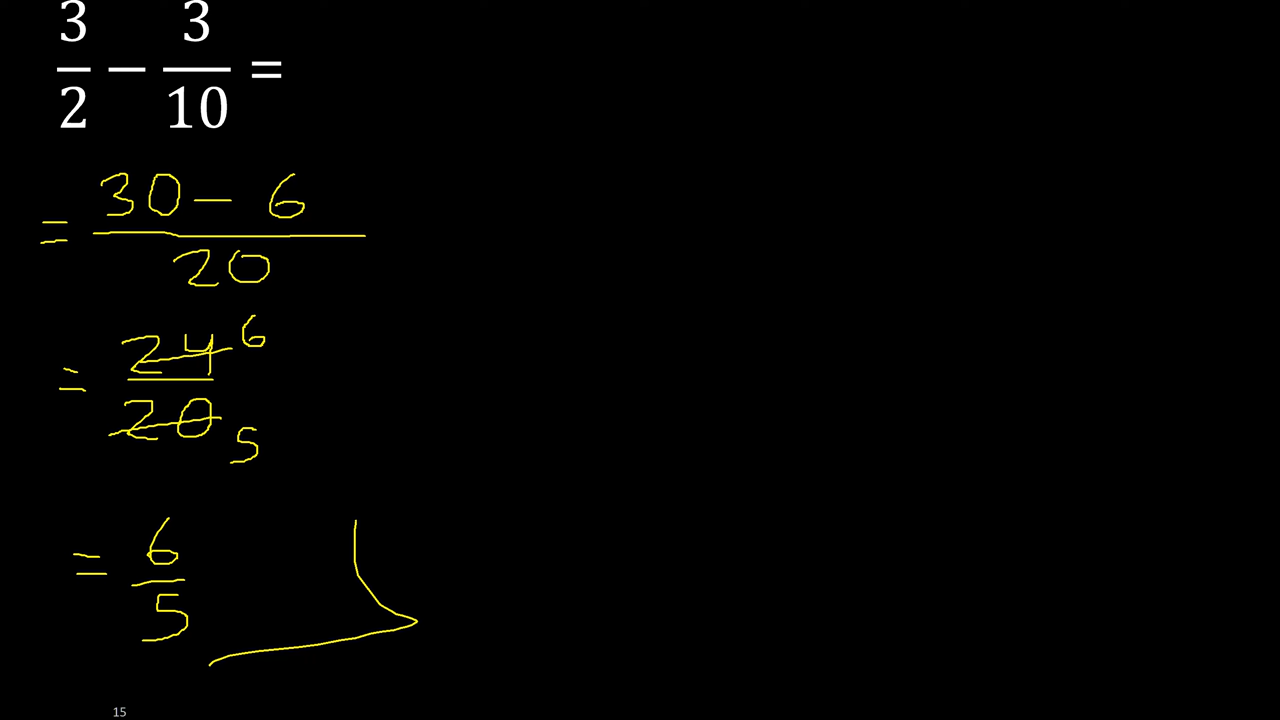 3/2 − 3/10 =
= 30 − 6 / 20
= 24 6 / 20 5
= 6/5
15